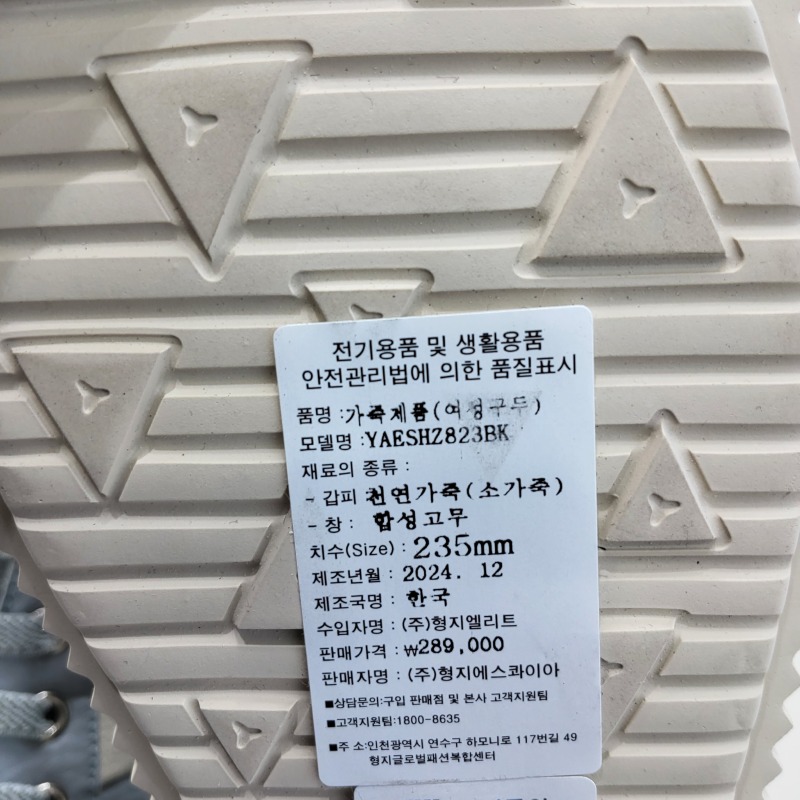 전기용품 및 생활용품
안전관리법에 의한 품질표시
품명 : 가죽제품(여성구두)
모델명 : YAESHZ823BK
재료의 종류 :
- 갑피 천연가죽(소가죽)
- 창 : 합성고무
치수(Size) : 235mm
제조년월 : 2024. 12
제조국명 : 한국
수입자명 : (주)형지엘리트
판매가격 : ₩289,000
판매자명 : (주)형지에스콰이아
■상담문의:구입 판매점 및 본사 고객지원팀
■고객지원팀:1800-8635
■주 소:인천광역시 연수구 하모니로 117번길 49
형지글로벌패션복합센터